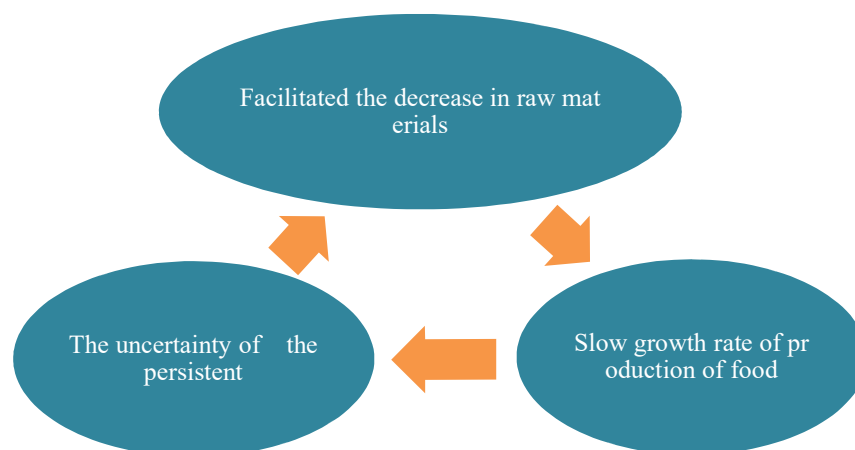 Facilitated the decrease in raw mat
erials
The uncertainty of the
persistent
Slow growth rate of pr
oduction of food